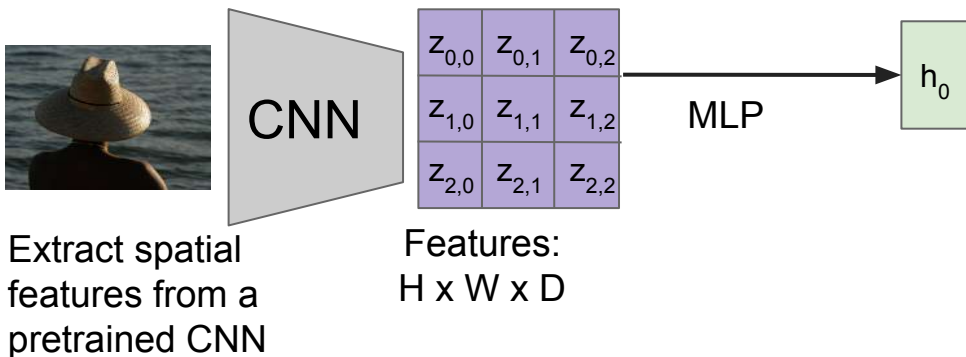 CNN
z0,0 z0,1 z0,2
z1,0 z1,1 z1,2
z2,0 z2,1 z2,2
MLP
h0
Extract spatial
features from a
pretrained CNN
Features:
H x W x D